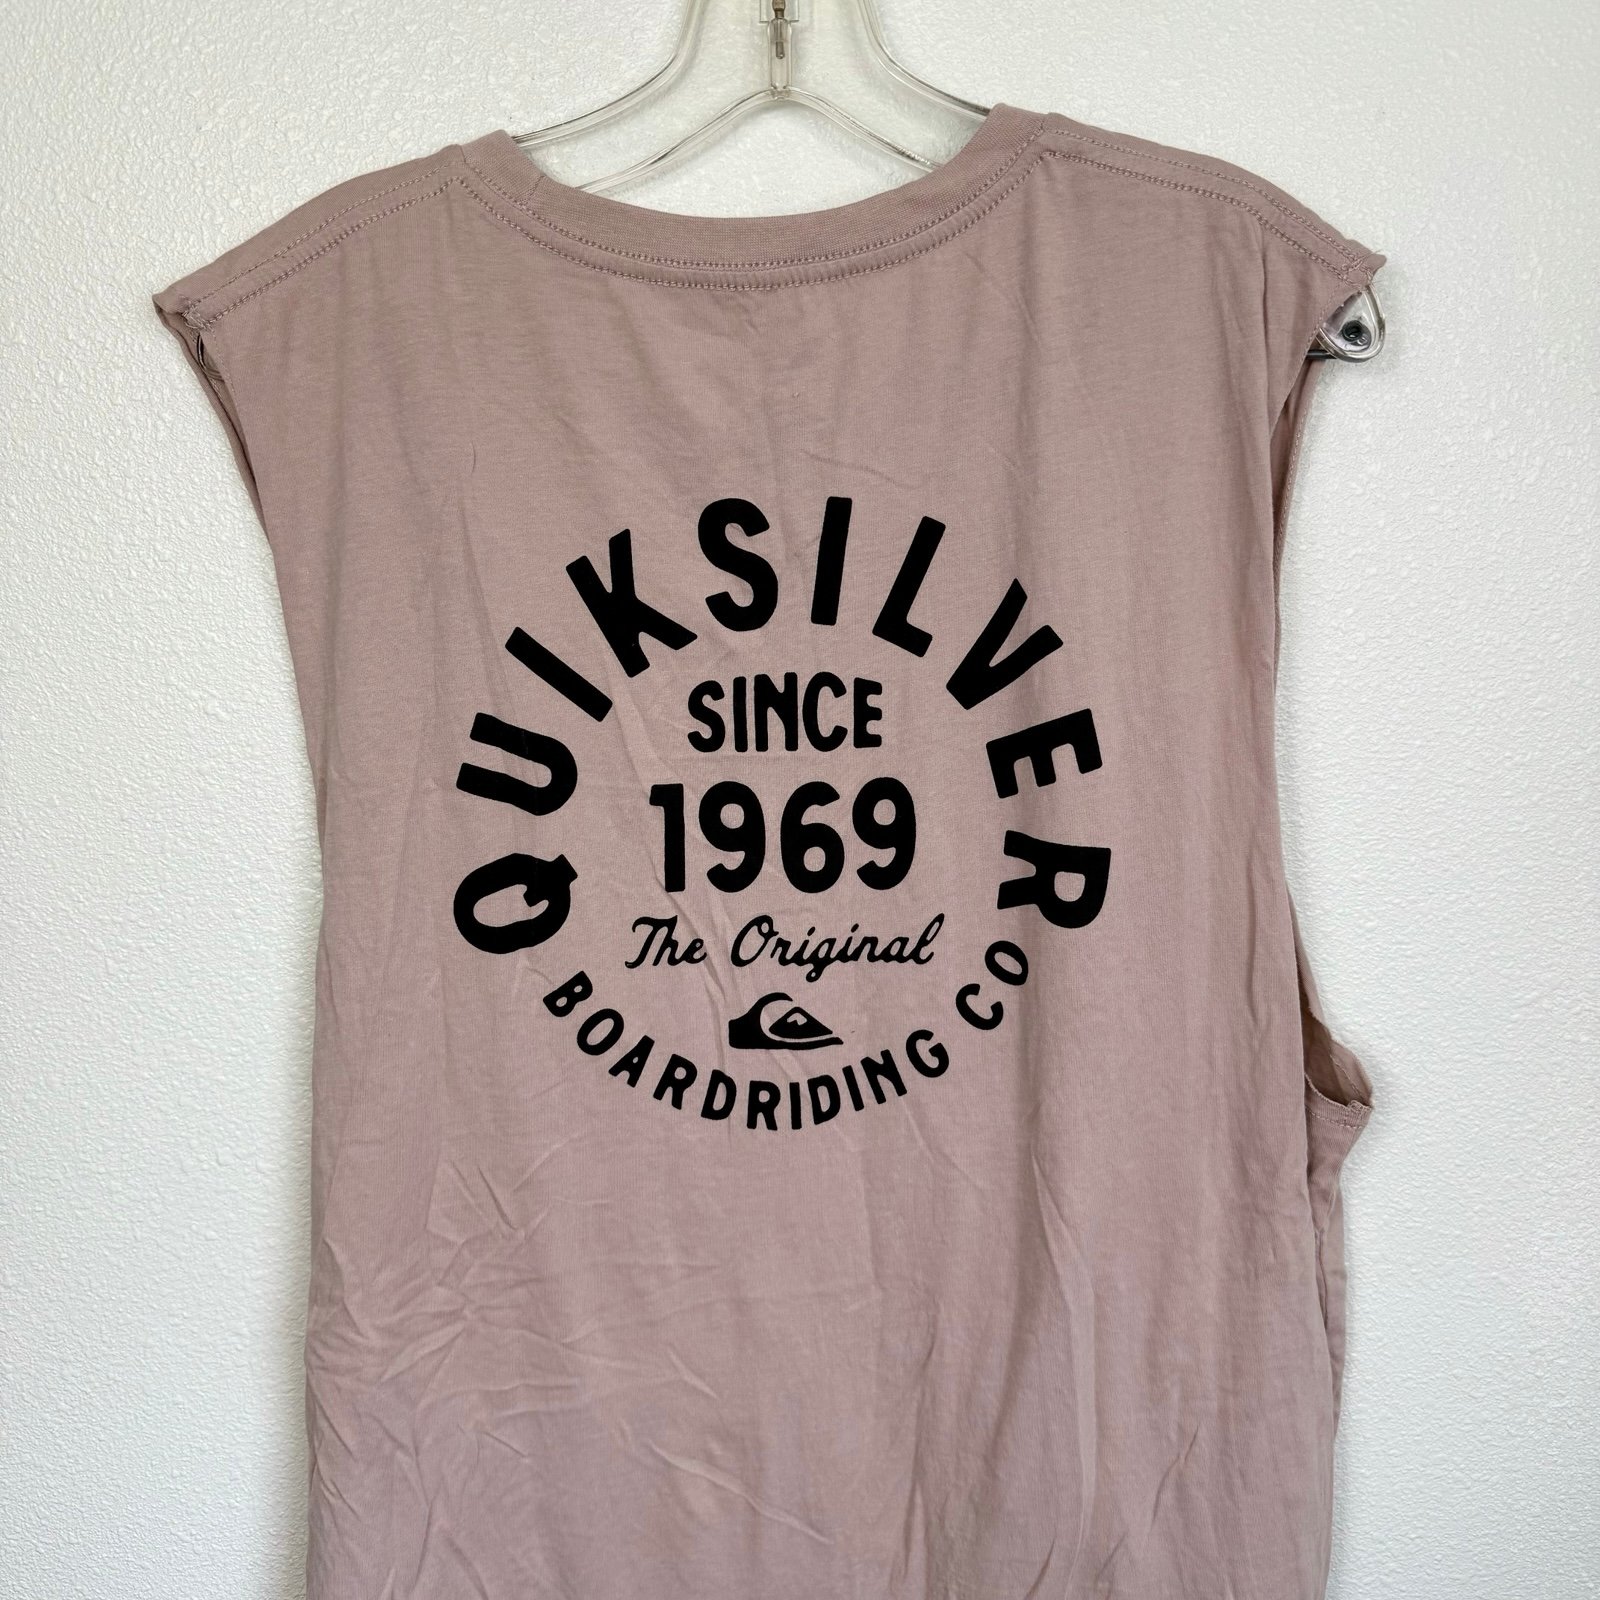 QUIKSILVER
SINCE
1969
The Original
BOARDRIDING CO